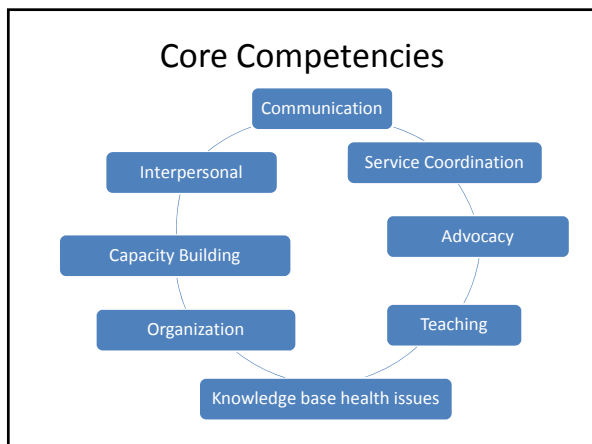 Core Competencies
Communication
Service Coordination
Interpersonal
Advocacy
Capacity Building
Teaching
Organization
Knowledge base health issues